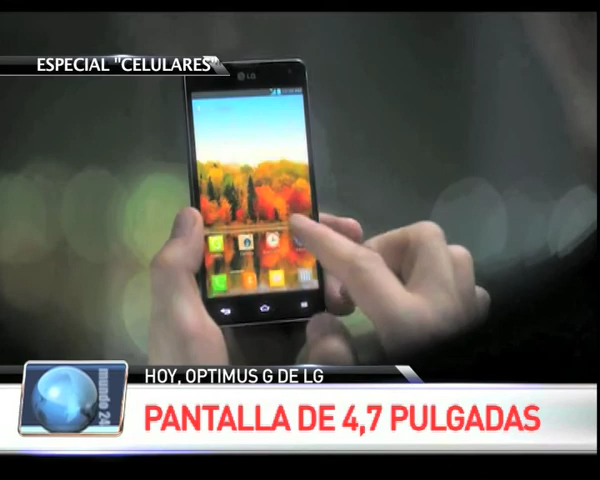 ESPECIAL "CELULARES"
LG
HOY, OPTIMUS G DE LG
mundo 24
PANTALLA DE 4,7 PULGADAS